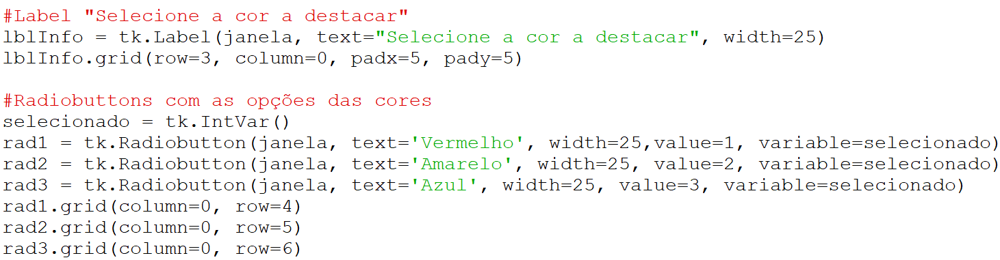 #Label "Selecione a cor a destacar"
lblInfo = tk.Label(janela, text="Selecione a cor a destacar", width=25)
lblInfo.grid(row=3, column=0, padx=5, pady=5)
#Radiobuttons com as opções das cores
selecionado = tk.IntVar()
rad1 = tk.Radiobutton(janela, text='Vermelho', width=25,value=1, variable=selecionado)
rad2 = tk.Radiobutton(janela, text='Amarelo', width=25, value=2, variable=selecionado)
rad3 = tk.Radiobutton(janela, text='Azul', width=25, value=3, variable=selecionado)
rad1.grid(column=0, row=4)
rad2.grid(column=0, row=5)
rad3.grid(column=0, row=6)